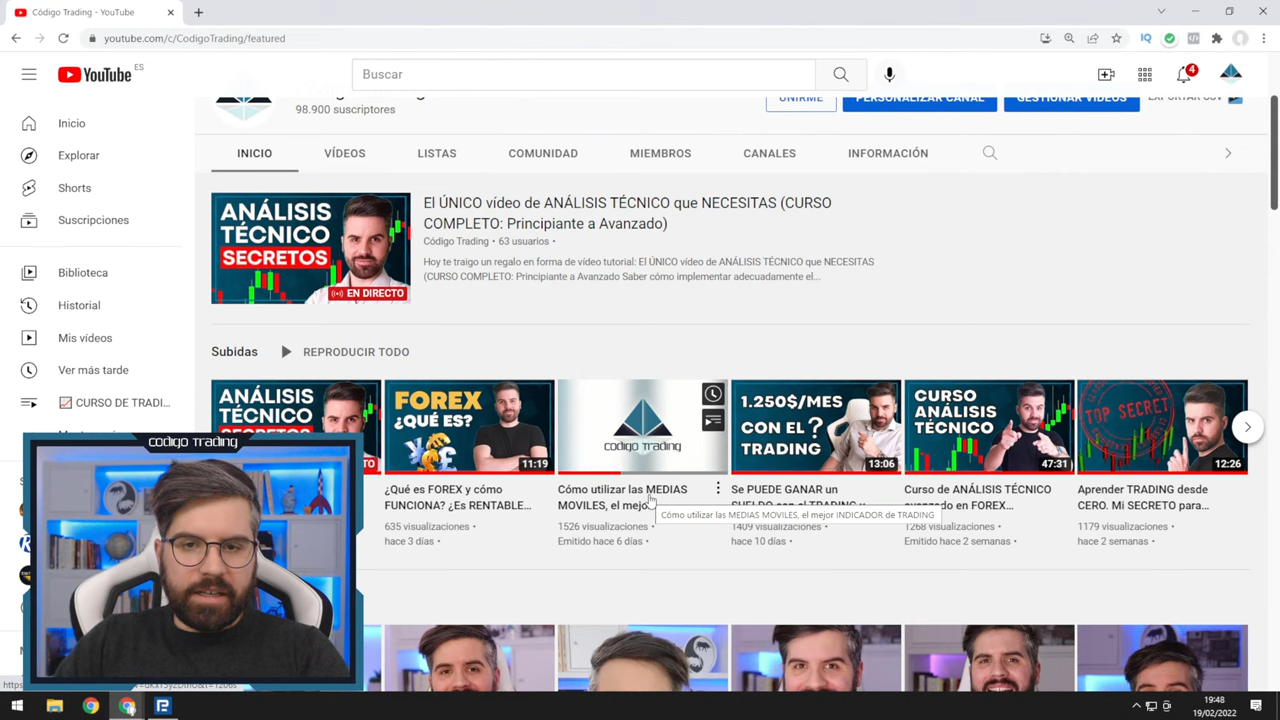 Código Trading - YouTube
youtube.com/c/CodigoTrading/featured
YouTube ES
Buscar
4
98.900 suscriptores
UNIRME
PERSONALIZAR CANAL
GESTIONAR VÍDEOS
EXPORTAR CSV
Inicio
Explorar
Shorts
Suscripciones
Biblioteca
Historial
Mis vídeos
Ver más tarde
CURSO DE TRADI...
INICIO
VÍDEOS
LISTAS
COMUNIDAD
MIEMBROS
CANALES
INFORMACIÓN
ANÁLISIS
TÉCNICO
SECRETOS
EN DIRECTO
El ÚNICO vídeo de ANÁLISIS TÉCNICO que NECESITAS (CURSO
COMPLETO: Principiante a Avanzado)
Código Trading • 63 usuarios •
Hoy te traigo un regalo en forma de vídeo tutorial: El ÚNICO vídeo de ANÁLISIS TÉCNICO que NECESITAS
(CURSO COMPLETO: Principiante a Avanzado Saber cómo implementar adecuadamente el...
Subidas
REPRODUCIR TODO
ANÁLISIS
TÉCNICO
SECRETOS
FOREX
¿QUÉ ES?
11:19
¿Qué es FOREX y cómo
FUNCIONA? ¿Es RENTABLE...
635 visualizaciones •
hace 3 días •
codigo trading
Cómo utilizar las MEDIAS
MOVILES, el mejo
1526 visualizaciones •
Emitido hace 6 días •
Cómo utilizar las MEDIAS MOVILES, el mejor INDICADOR de TRADING
1.250$/MES
CON EL ?
TRADING
13:06
Se PUEDE GANAR un
1409 visualizaciones •
hace 10 días •
CURSO
ANÁLISIS
TÉCNICO
47:31
Curso de ANÁLISIS TÉCNICO
avanzado en FOREX...
1268 visualizaciones •
Emitido hace 2 semanas •
TOP SECRET
12:26
Aprender TRADING desde
CERO. Mi SECRETO para...
1179 visualizaciones •
hace 2 semanas •
codigo trading
19:48
19/02/2022